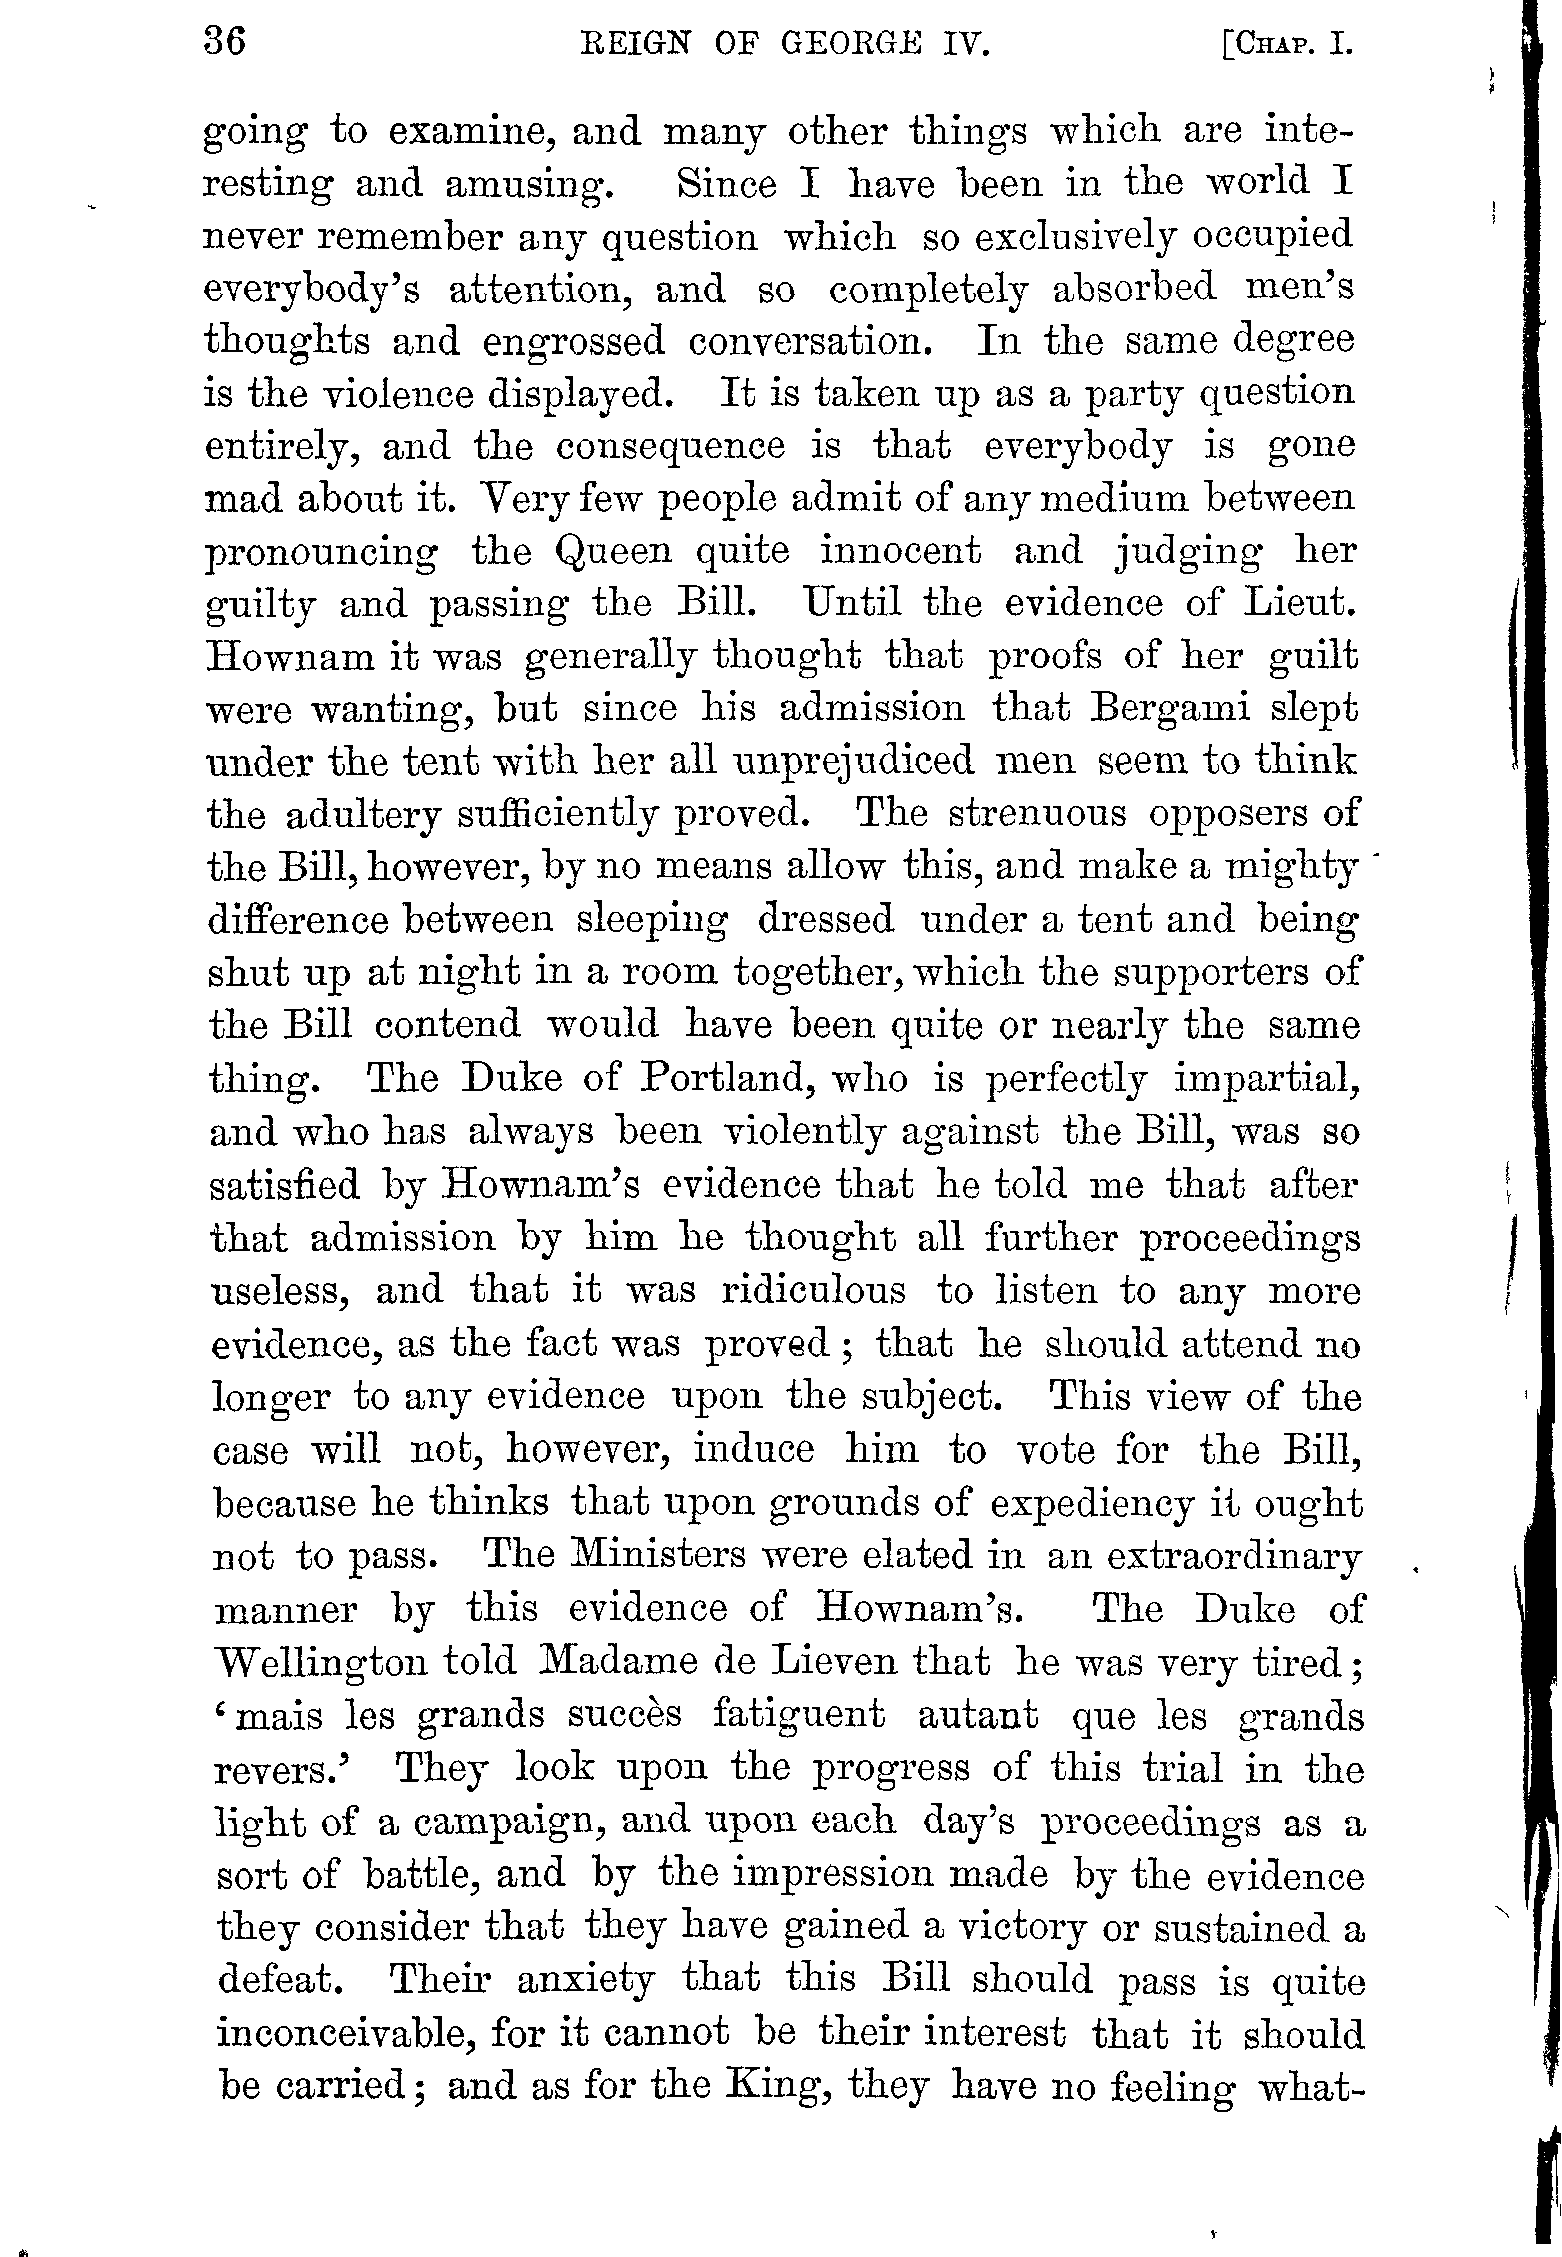 36 REIGN OF GEORGE IV. [CHAP. I.
going to examine, and many other things which are inte-
resting and amusing. Since I have been in the world I
never remember any question which so exclusively occupied
everybody's attention, and so completely absorbed men's
thoughts and engrossed conversation. In the same degree
is the violence displayed. It is taken up as a party question
entirely, and the consequence is that everybody is gone
mad about it. Very few people admit of any medium between
pronouncing the Queen quite innocent and judging her
guilty and passing the Bill. Until the evidence of Lieut.
Hownam it was generally thought that proofs of her guilt
were wanting, but since his admission that Bergami slept
under the tent with her all unprejudiced men seem to think
the adultery sufficiently proved. The strenuous opposers of
the Bill, however, by no means allow this, and make a mighty
difference between sleeping dressed under a tent and being
shut up at night in a room together, which the supporters of
the Bill contend would have been quite or nearly the same
thing. The Duke of Portland, who is perfectly impartial,
and who has always been violently against the Bill, was so
satisfied by Hownam's evidence that he told me that after
that admission by him he thought all further proceedings
useless, and that it was ridiculous to listen to any more
evidence, as the fact was proved; that he should attend no
longer to any evidence upon the subject. This view of the
case will not, however, induce him to vote for the Bill,
because he thinks that upon grounds of expediency it ought
not to pass. The Ministers were elated in an extraordinary
manner by this evidence of Hownam's. The Duke of
Wellington told Madame de Lieven that he was very tired;
‘mais les grands succès fatiguent autant que les grands
revers.’ They look upon the progress of this trial in the
light of a campaign, and upon each day's proceedings as a
sort of battle, and by the impression made by the evidence
they consider that they have gained a victory or sustained a
defeat. Their anxiety that this Bill should pass is quite
inconceivable, for it cannot be their interest that it should
be carried; and as for the King, they have no feeling what-